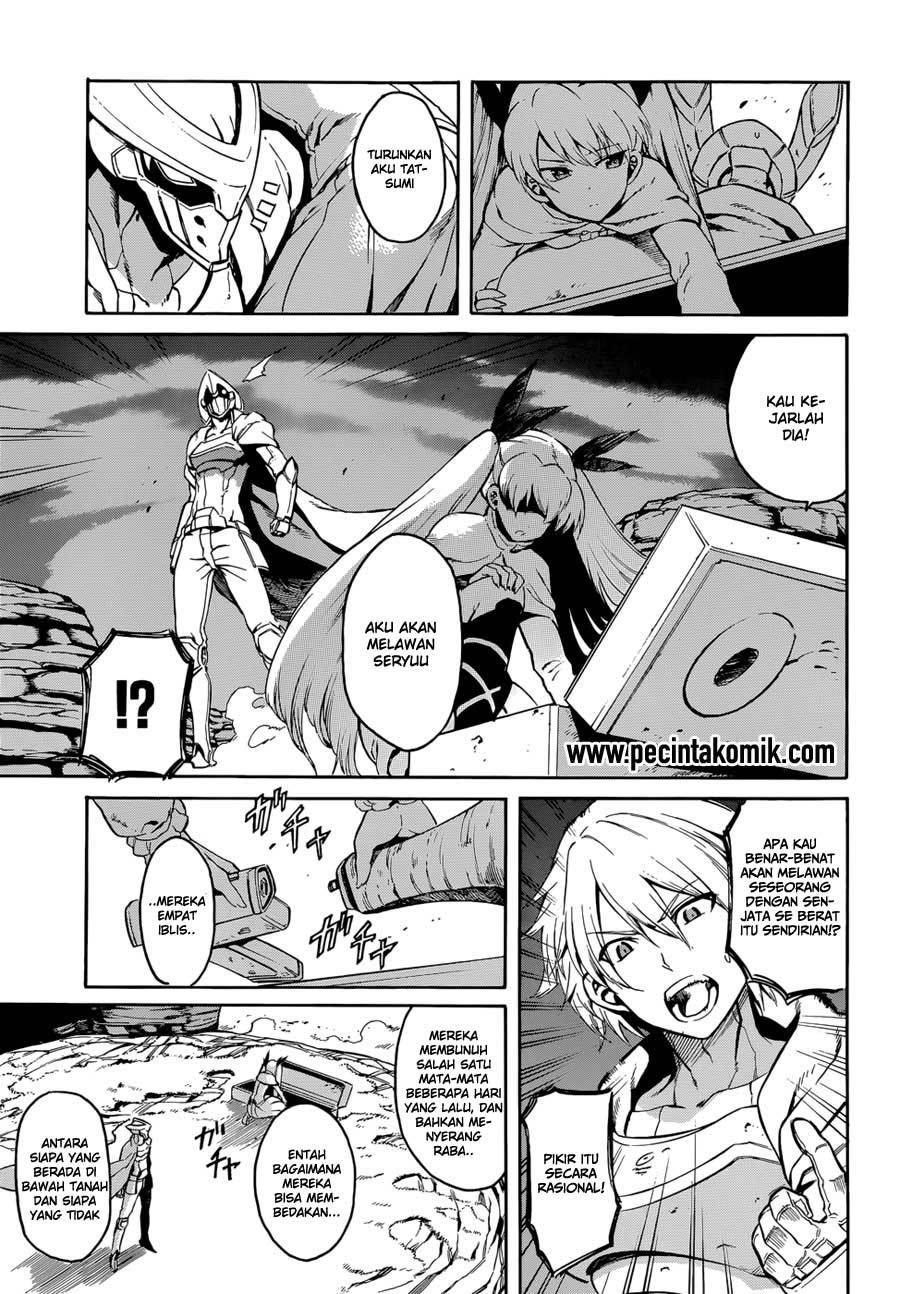 TURUNKAN
AKU TAT-
SUMI
KAU KE-
JARLAH
DIA!
AKU AKAN
MELAWAN
SERYUU
!?
www.pecintakomik.com
APA KAU
BENAR-BENAT
AKAN MELAWAN
SESEORANG
DENGAN SEN-
JATA SE BERAT
ITU SENDIRIAN!?
PIKIR ITU
SECARA
RASIONAL!
ガチャ
ガチャ
..MEREKA
EMPAT
IBLIS..
MEREKA
MEMBUNUH
SALAH SATU
MATA-MATA
BEBERAPA HARI
YANG LALU, DAN
BAHKAN ME-
NYERANG
RABA..
ENTAH
BAGAIMANA
MEREKA
BISA MEM-
BEDAKAN...
ガチャ
ANTARA
SIAPA YANG
BERADA DI
BAWAH TANAH
DAN SIAPA
YANG TIDAK